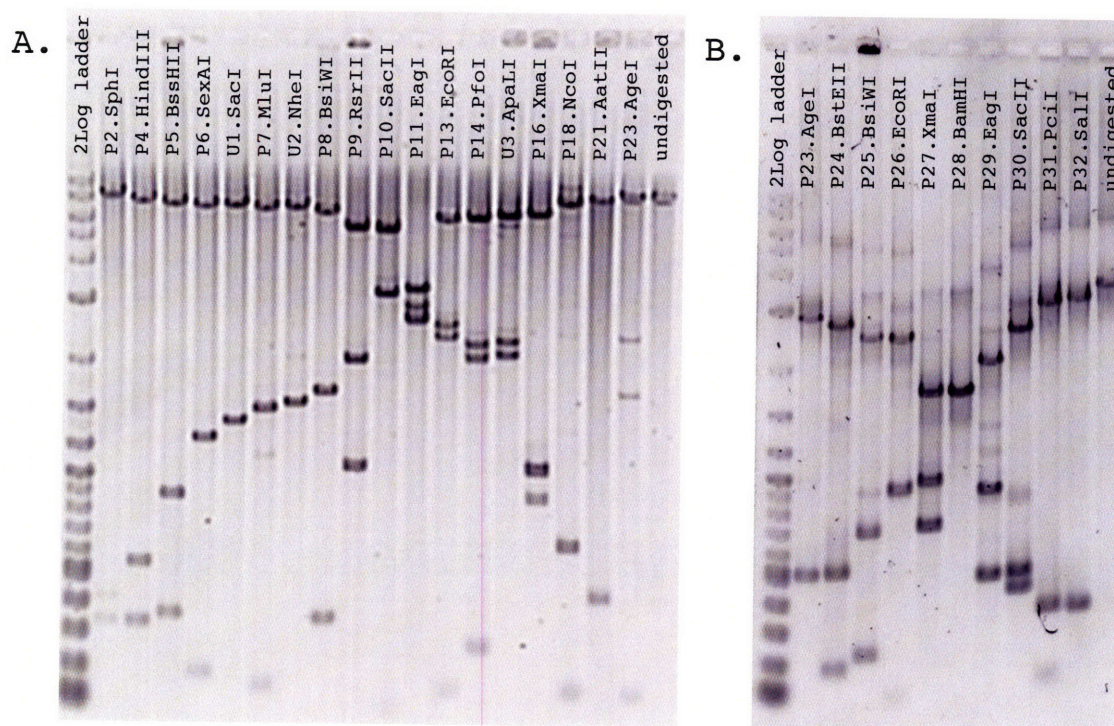 A.
2Log ladder
P2.SphI
P4.HindIII
P5.BssHII
P6.SexAI
U1.SacI
P7.MluI
U2.NheI
P8.BsiWI
P9.RsrII
P10.SacII
P11.EagI
P13.EcoRI
P14.PfoI
U3.ApaLI
P16.XmaI
P18.NcoI
P21.AatII
P23.AgeI
undigested
B.
2Log ladder
P23.AgeI
P24.BstEII
P25.BsiWI
P26.EcoRI
P27.XmaI
P28.BamHI
P29.EagI
P30.SacII
P31.PciI
P32.SalI
undigested